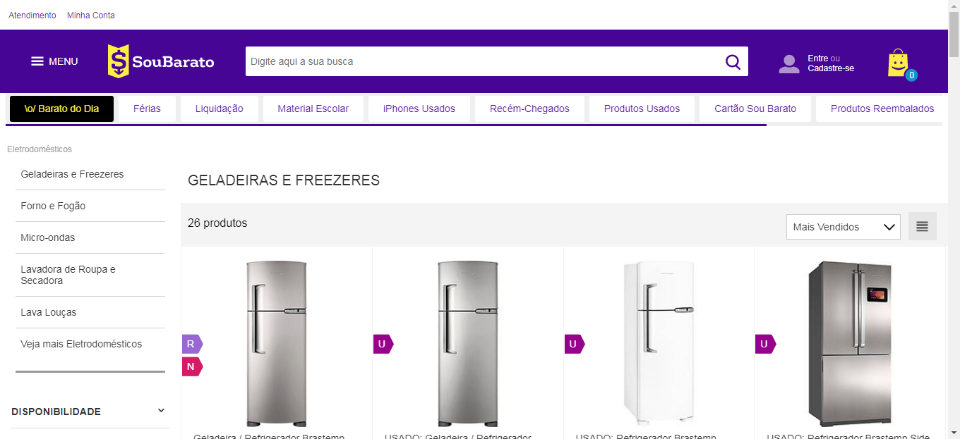 Atendimento Minha Conta
MENU
SouBarato
Digite aqui a sua busca
Entre ou
Cadastre-se
0
\o/ Barato do Dia
Férias
Liquidação
Material Escolar
iPhones Usados
Recém-Chegados
Produtos Usados
Cartão Sou Barato
Produtos Reembalados
Eletrodomésticos
Geladeiras e Freezeres
Forno e Fogão
Micro-ondas
Lavadora de Roupa e
Secadora
Lava Louças
Veja mais Eletrodomésticos
DISPONIBILIDADE
GELADEIRAS E FREEZERES
26 produtos
Mais Vendidos
R
N
U
U
U
Geladeira / Refrigerador Brastemp
USADO: Geladeira / Refrigerador
USADO: Refrigerador Brastemp
USADO: Refrigerador Brastemp Side